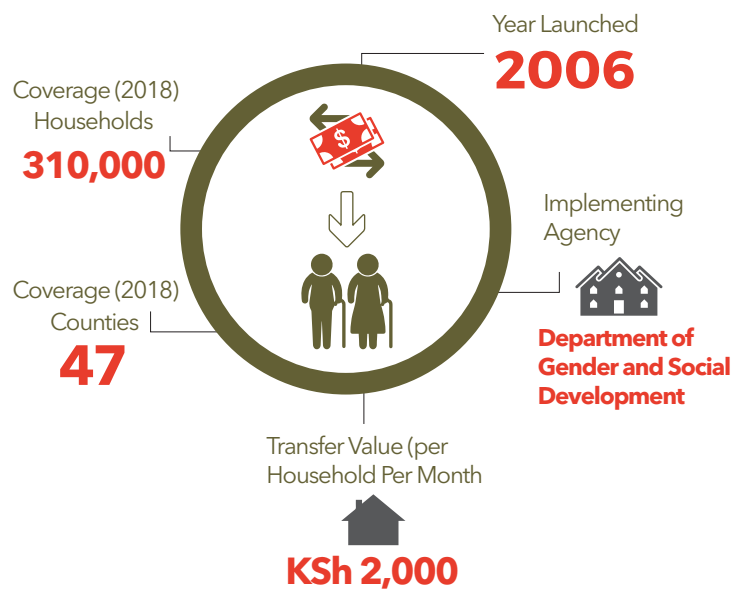 Year Launched
2006
Coverage (2018)
Households
310,000
$
Implementing
Agency
Department of
Gender and Social
Development
Coverage (2018)
Counties
47
Transfer Value (per
Household Per Month
KSh 2,000